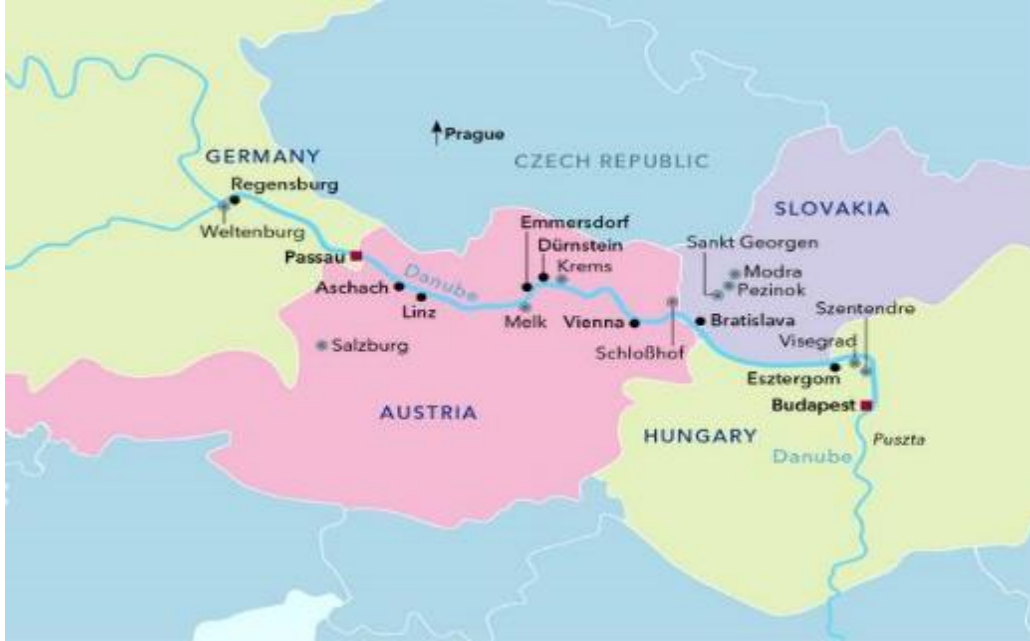 Prague
GERMANY
CZECH REPUBLIC
Regensburg
SLOVAKIA
Weltenburg
Emmersdorf
Dürnstein
Sankt Georgen
Passau
Krems
Modra
Danube
Aschach
Pezinok
Linz
Melk
Vienna
Bratislava
Szentendre
Salzburg
Schloßhof
Visegrad
Esztergom
AUSTRIA
Budapest
HUNGARY
Puszta
Danube